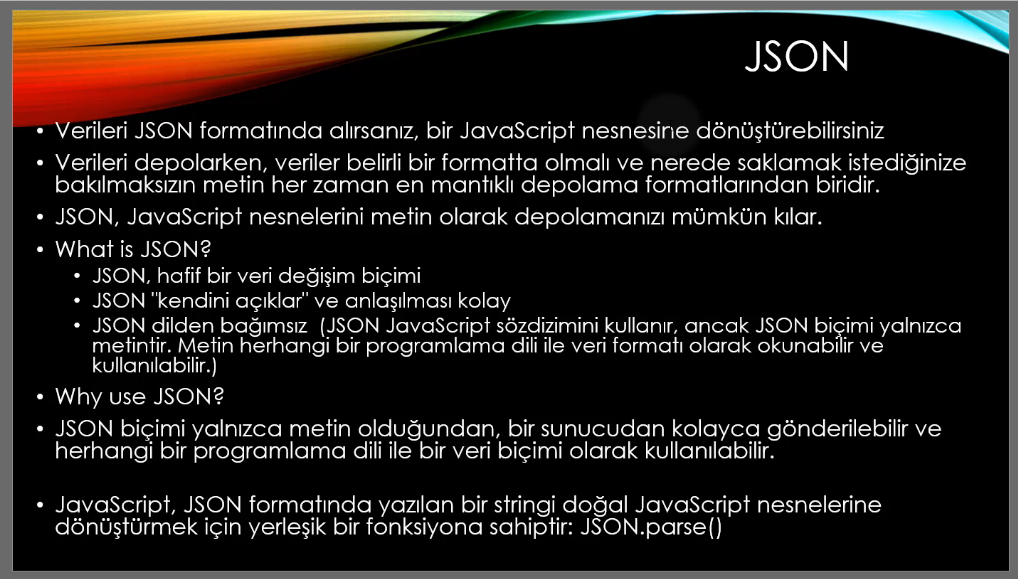 JSON
• Verileri JSON formatında alırsanız, bir JavaScript nesnesine dönüştürebilirsiniz
• Verileri depolarken, veriler belirli bir formatta olmalı ve nerede saklamak istediğinize
bakılmaksızın metin her zaman en mantıklı depolama formatlarından biridir.
• JSON, JavaScript nesnelerini metin olarak depolamanızı mümkün kılar.
• What is JSON?
• JSON, hafif bir veri değişim biçimi
• JSON "kendini açıklar" ve anlaşılması kolay
• JSON dilden bağımsız (JSON JavaScript sözdizimini kullanır, ancak JSON biçimi yalnızca
metintir. Metin herhangi bir programlama dili ile veri formatı olarak okunabilir ve
kullanılabilir.)
• Why use JSON?
• JSON biçimi yalnızca metin olduğundan, bir sunucudan kolayca gönderilebilir ve
herhangi bir programlama dili ile bir veri biçimi olarak kullanılabilir.
• JavaScript, JSON formatında yazılan bir stringi doğal JavaScript nesnelerine
dönüştürmek için yerleşik bir fonksiyona sahiptir: JSON.parse()